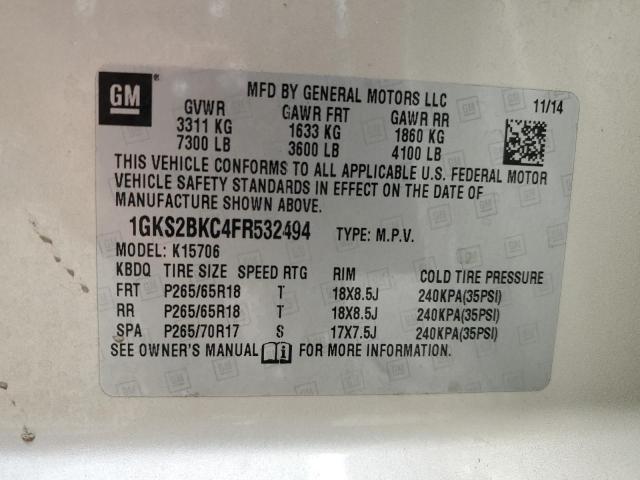 GM
MFD BY GENERAL MOTORS LLC
11/14
GVWR GAWR FRT GAWR RR
3311 KG 1633 KG 1860 KG
7300 LB 3600 LB 4100 LB
THIS VEHICLE CONFORMS TO ALL APPLICABLE U.S. FEDERAL MOTOR
VEHICLE SAFETY STANDARDS IN EFFECT ON THE DATE OF
MANUFACTURE SHOWN ABOVE.
1GKS2BKC4FR532494 TYPE: M.P.V.
MODEL: K15706
KBDQ TIRE SIZE SPEED RTG RIM COLD TIRE PRESSURE
FRT P265/65R18 T 18X8.5J 240KPA(35PSI)
RR P265/65R18 T 18X8.5J 240KPA(35PSI)
SPA P265/70R17 S 17X7.5J 240KPA(35PSI)
SEE OWNER'S MANUAL FOR MORE INFORMATION.